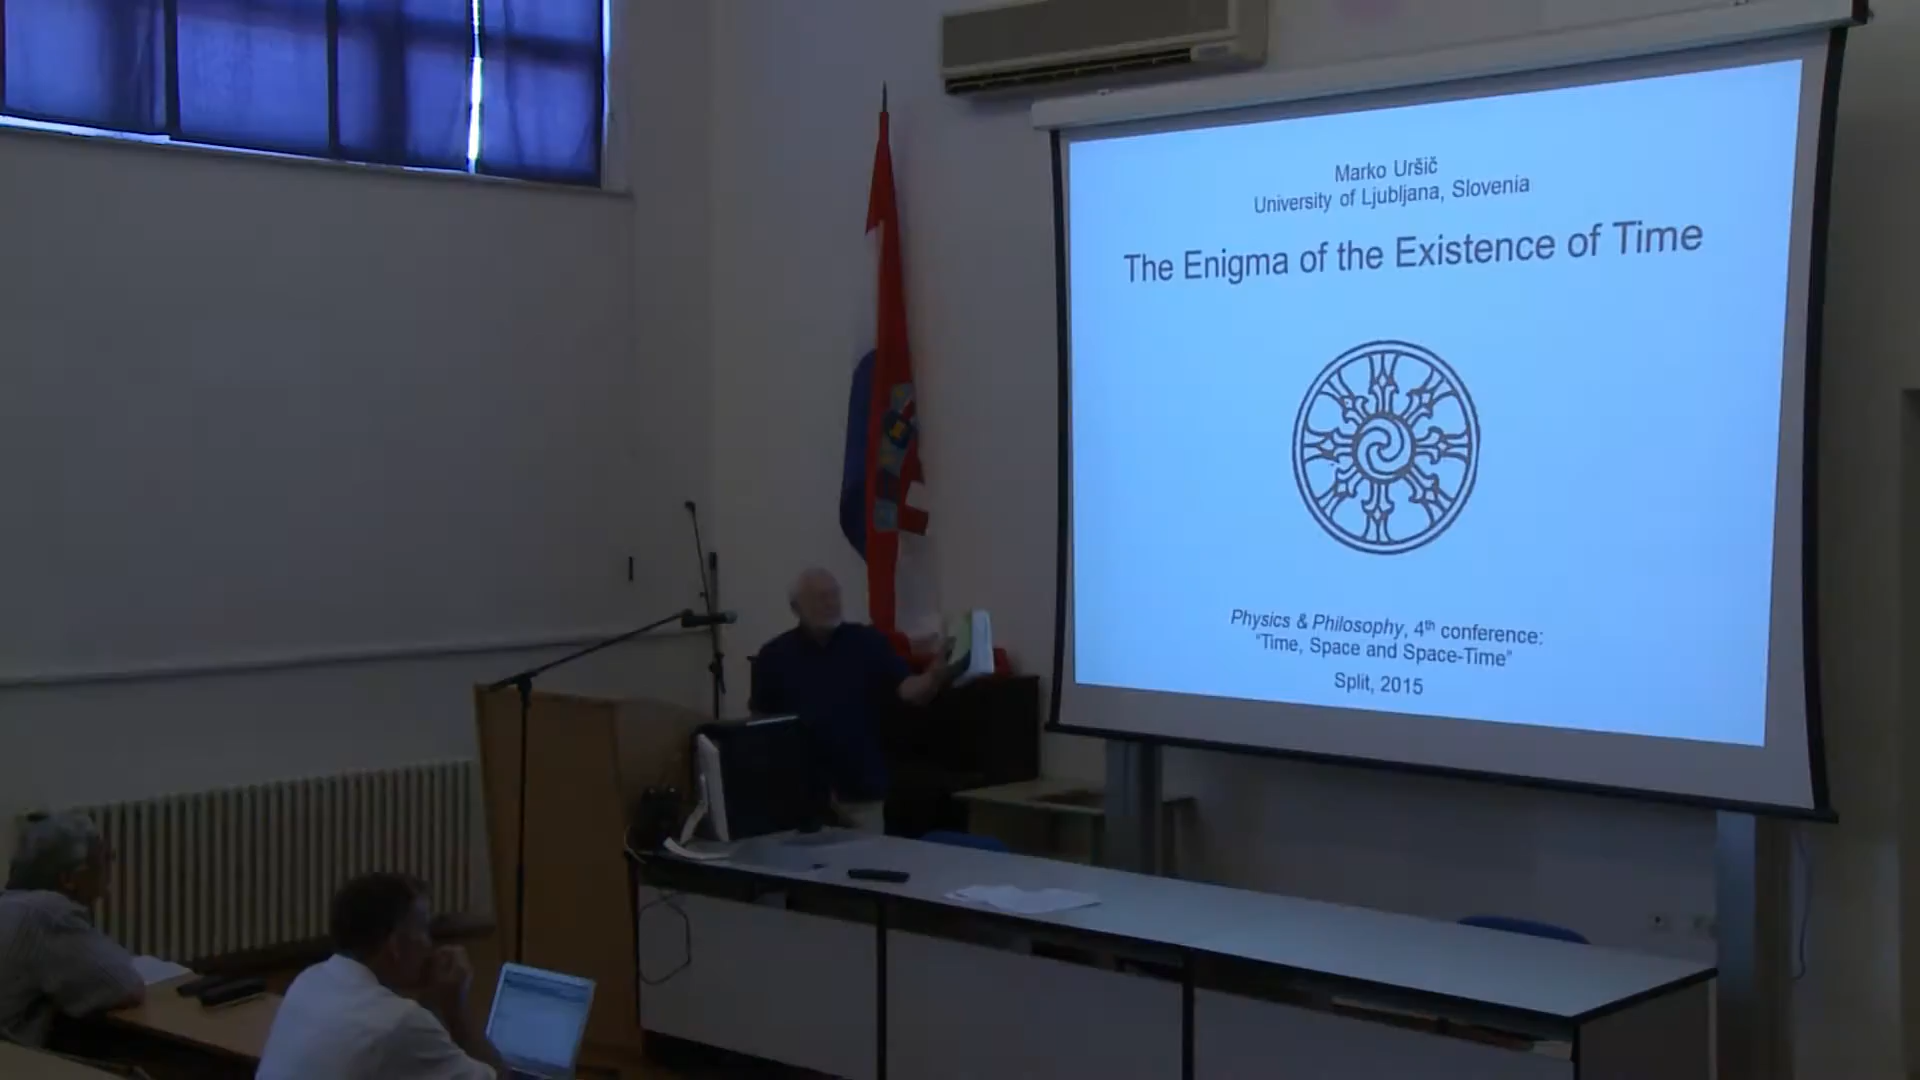 Marko Uršič
University of Ljubljana, Slovenia
The Enigma of the Existence of Time
Physics & Philosophy, 4th conference:
"Time, Space and Space-Time"
Split, 2015